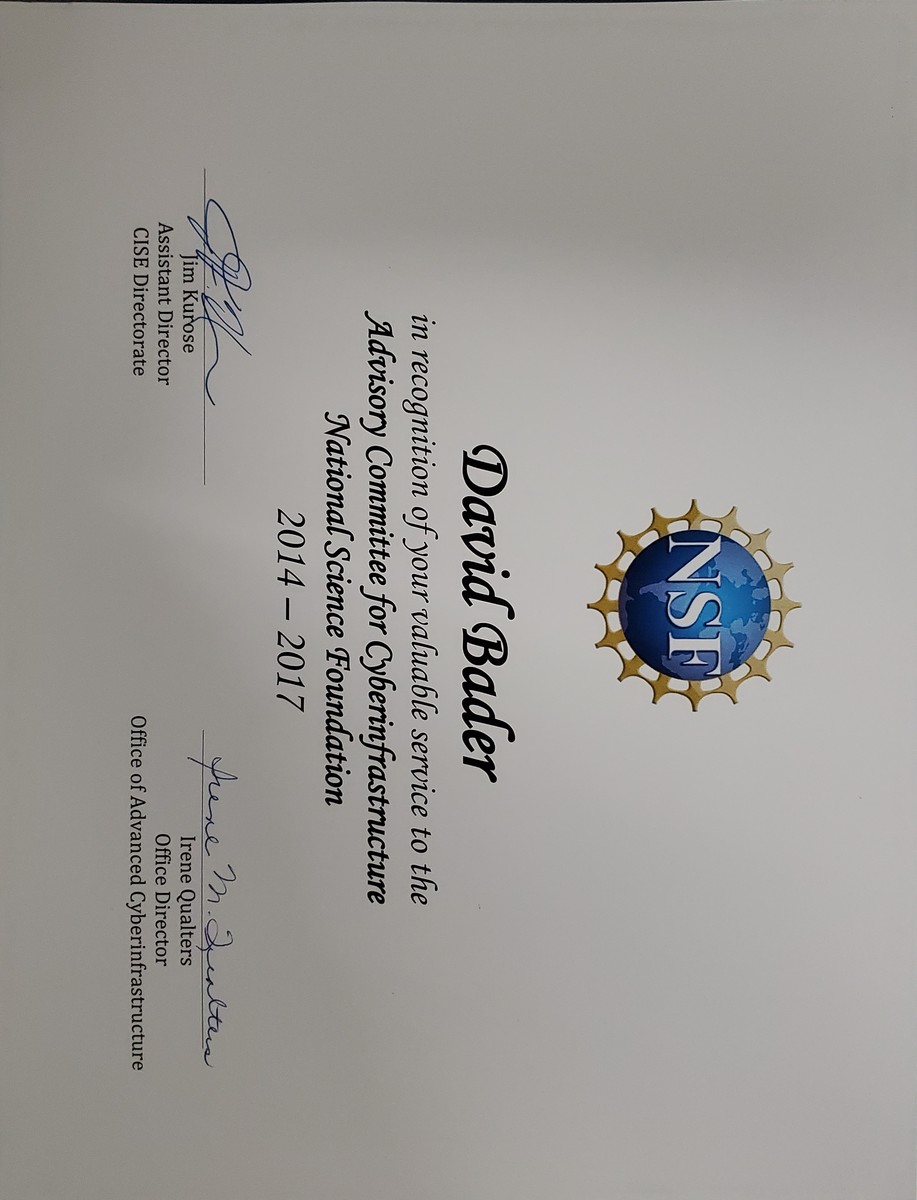 NSF
David Bader
in recognition of your valuable service to the
Advisory Committee for Cyberinfrastructure
National Science Foundation
2014 – 2017
Jim Kurose
Assistant Director
CISE Directorate
Irene M. Qualters
Irene Qualters
Office Director
Office of Advanced Cyberinfrastructure